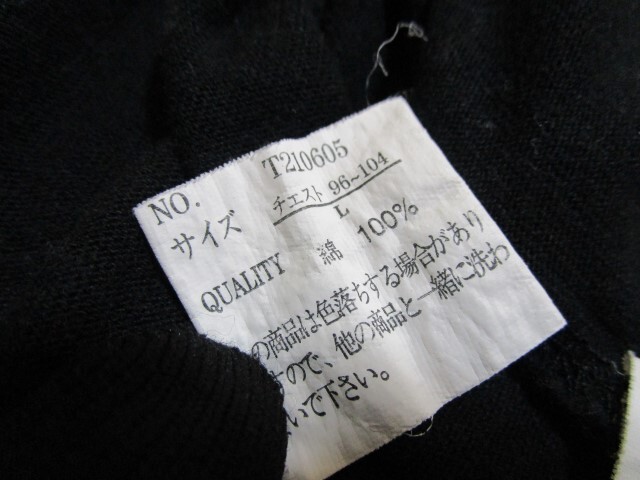 NO. T210605
サイズ チエスト 96~104
L
QUALITY 綿 100%
の商品は色落ちする場合があり
すので、他の商品と一緒に洗わ
いで下さい。